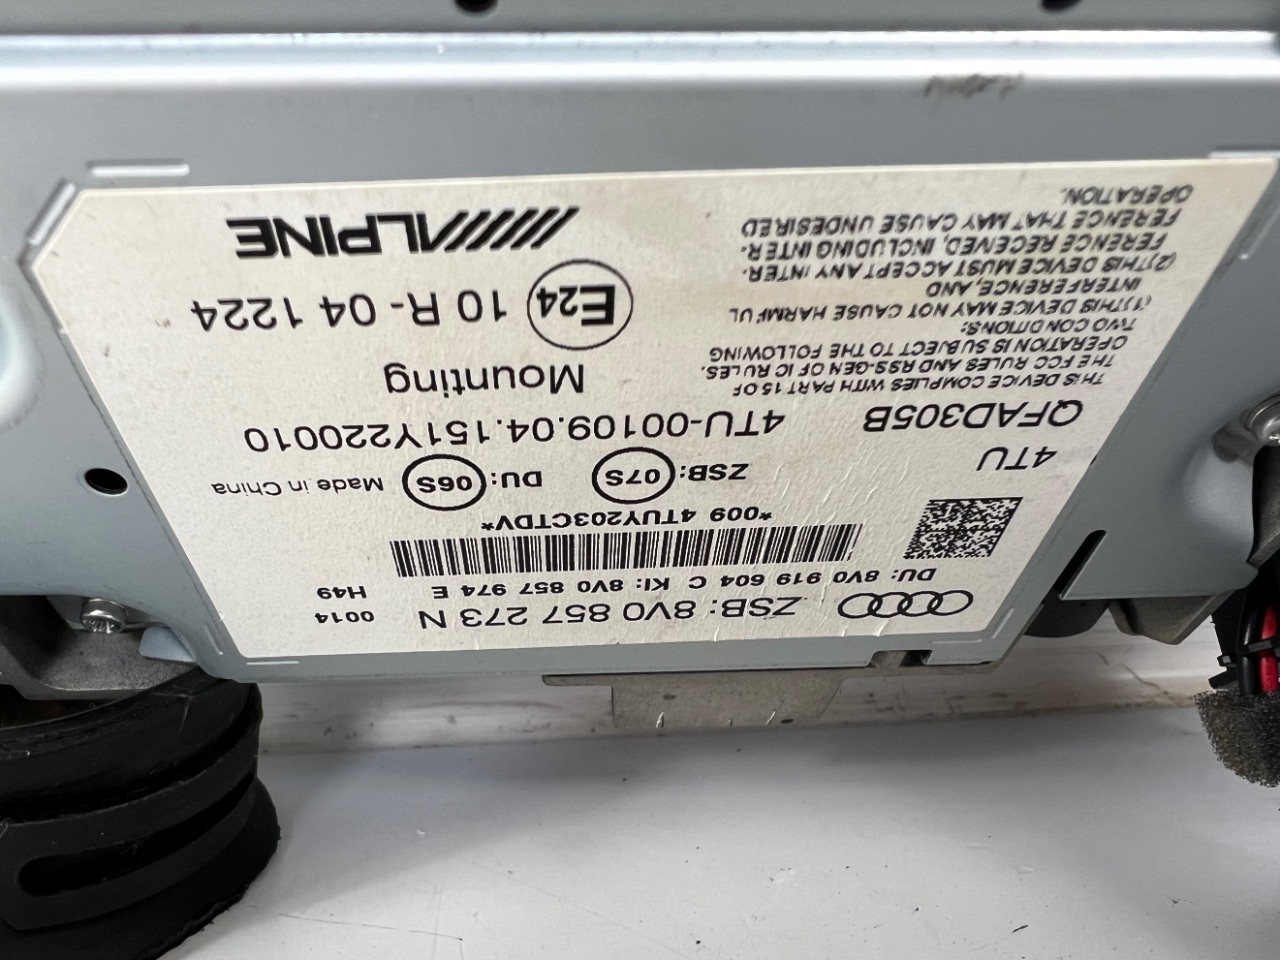 ZSB: 8V0 857 273 N
0014
DU: 8V0 919 604 C KI: 8V0 857 974 E
H49
*009 4TUY203CTDV*
4TU
ZSB: 07S DU: 06S Made in China
QFAD305B
4TU-00109.04.151Y220010
THIS DEVICE COMPLIES WITH PART 15 OF
THE FCC RULES AND RSS-GEN OF IC RULES.
OPERATION IS SUBJECT TO THE FOLLOWING
TWO CONDITIONS:
(1)THIS DEVICE MAY NOT CAUSE HARMFUL
INTERFERENCE, AND
(2)THIS DEVICE MUST ACCEPT ANY INTER-
FERENCE RECEIVED, INCLUDING INTER-
FERENCE THAT MAY CAUSE UNDESIRED
OPERATION.
Mounting
E24 10 R - 04 1224
ALPINE